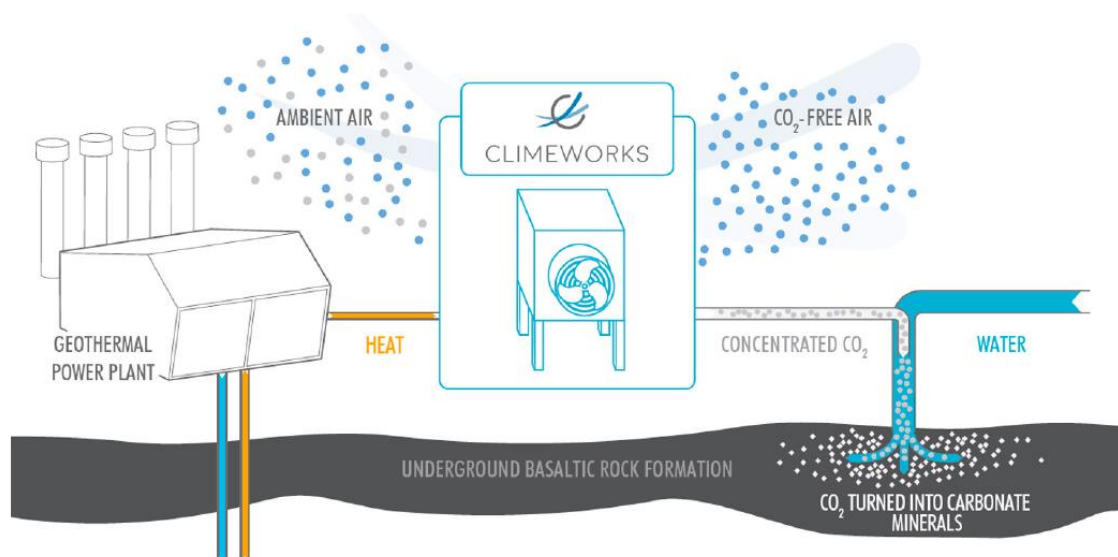 AMBIENT AIR
CLIMEWORKS
CO₂- FREE AIR
GEOTHERMAL
POWER PLANT
HEAT
CONCENTRATED CO₂
WATER
UNDERGROUND BASALTIC ROCK FORMATION
CO₂ TURNED INTO CARBONATE
MINERALS